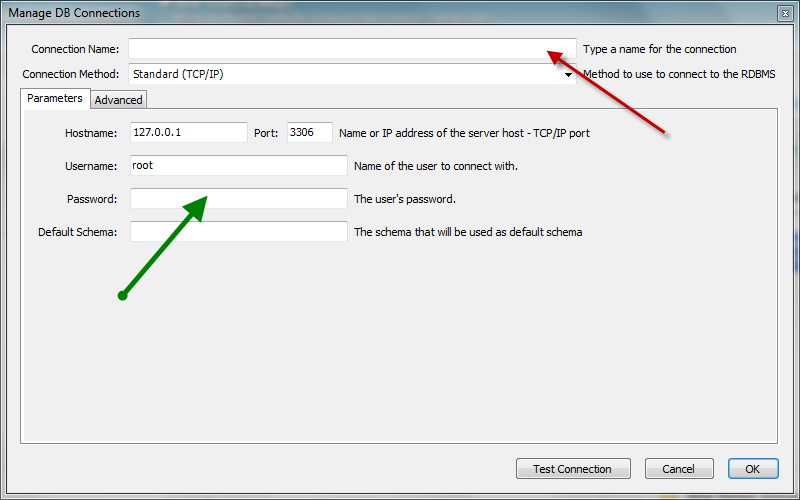 Manage DB Connections
Connection Name: Type a name for the connection
Connection Method: Standard (TCP/IP) Method to use to connect to the RDBMS
Parameters Advanced
Hostname: 127.0.0.1 Port: 3306 Name or IP address of the server host - TCP/IP port
Username: root Name of the user to connect with.
Password: The user's password.
Default Schema: The schema that will be used as default schema
Test Connection Cancel OK